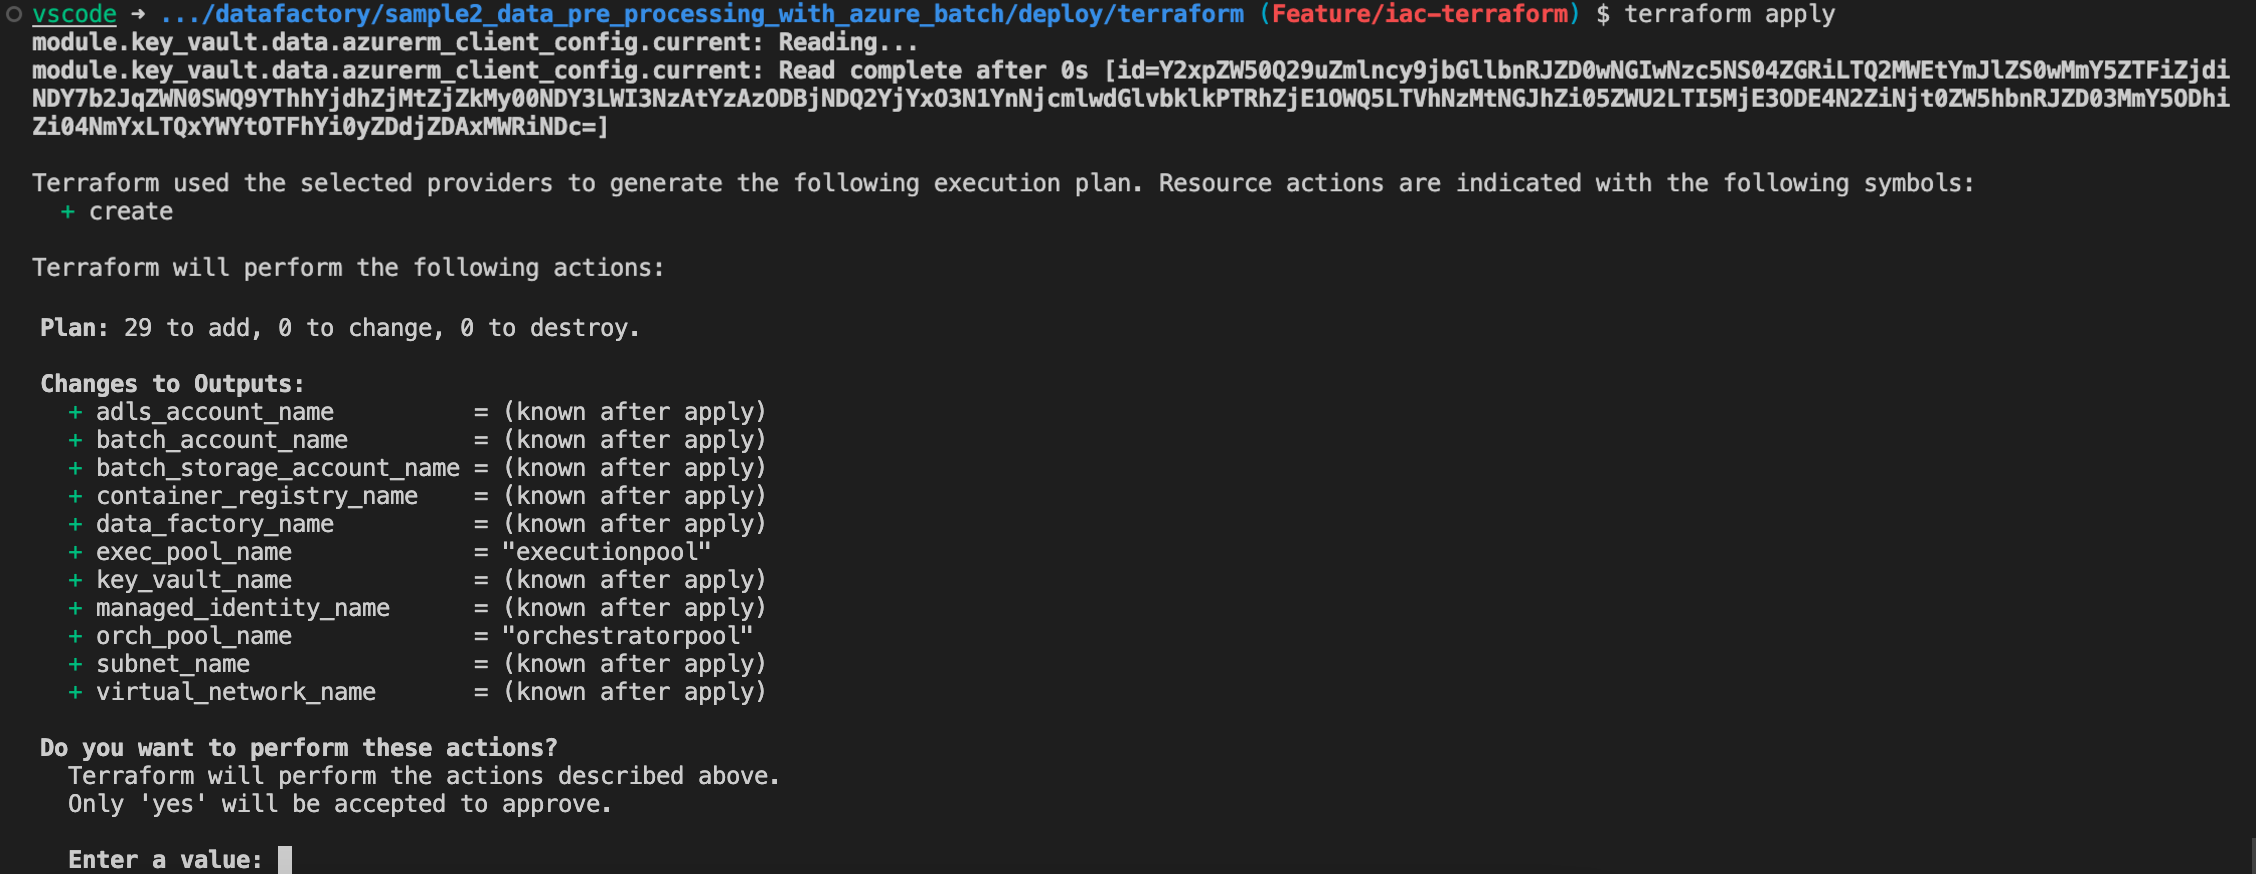 vscode → .../datafactory/sample2_data_pre_processing_with_azure_batch/deploy/terraform (Feature/iac-terraform) $ terraform apply
module.key_vault.data.azurerm_client_config.current: Reading...
module.key_vault.data.azurerm_client_config.current: Read complete after 0s [id=Y2xpZW50Q29uZmlncy9jbGllbnRJZD0wNGIwNzc5NS04ZGRiLTQ2MWEtYmJlZS0wMmY5ZTFiZjdi
NDY7b2JqZWN0SWQ9YThhYjdhZjMtZjZkMy00NDY3LWI3NzAtYzAzODBjNDQ2YjYxO3N1YnNjcmlwdGlvbklkPTRhZjE1OWQ5LTVhNzMtNGJhZi05ZWU2LTI5MjE3ODE4N2ZiNjt0ZW5hbnRJZD03MmY5ODhi
Zi04NmYxLTQxYWYtOTFhYi0yZDdjZDAxMWRiNDc=]
Terraform used the selected providers to generate the following execution plan. Resource actions are indicated with the following symbols:
+ create
Terraform will perform the following actions:
Plan: 29 to add, 0 to change, 0 to destroy.
Changes to Outputs:
+ adls_account_name = (known after apply)
+ batch_account_name = (known after apply)
+ batch_storage_account_name = (known after apply)
+ container_registry_name = (known after apply)
+ data_factory_name = (known after apply)
+ exec_pool_name = "executionpool"
+ key_vault_name = (known after apply)
+ managed_identity_name = (known after apply)
+ orch_pool_name = "orchestratorpool"
+ subnet_name = (known after apply)
+ virtual_network_name = (known after apply)
Do you want to perform these actions?
Terraform will perform the actions described above.
Only 'yes' will be accepted to approve.
Enter a value: